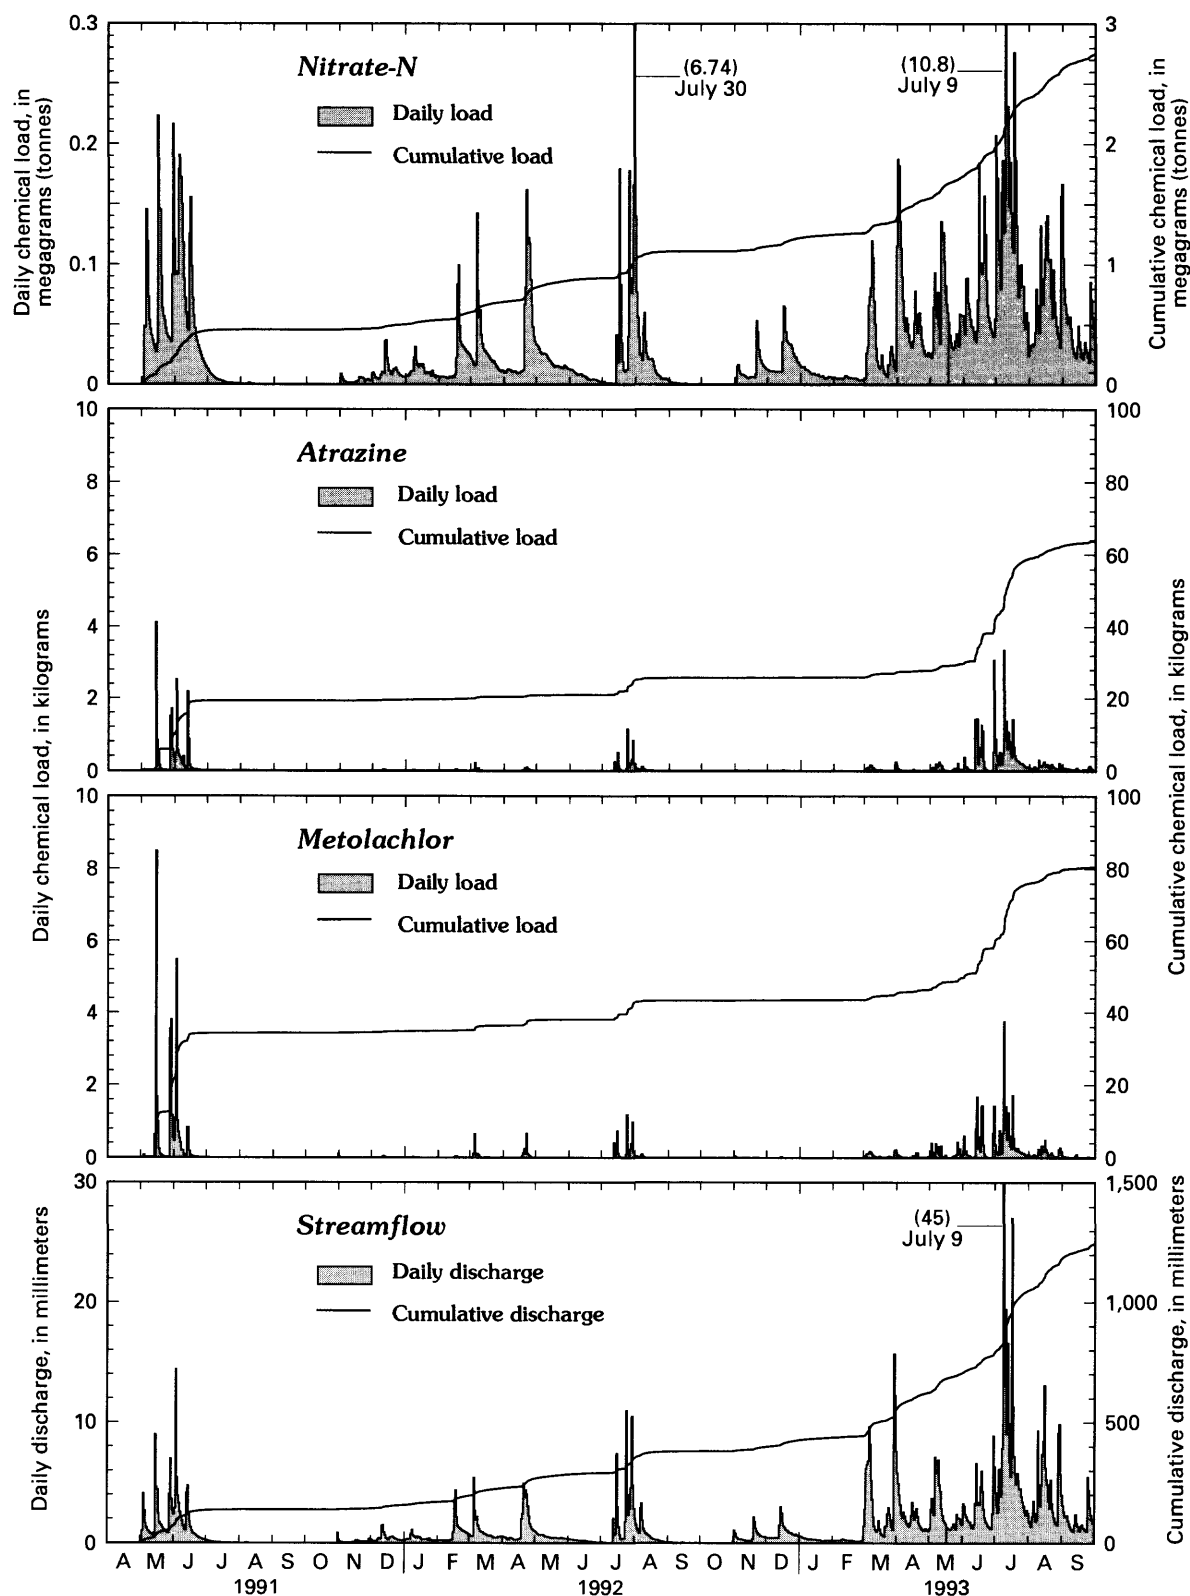 Nitrate-N
Daily load
Cumulative load
(6.74)
July 30
(10.8)
July 9
0.3
0.2
0.1
0
3
2
1
0
Daily chemical load, in
megagrams (tonnes)
Cumulative chemical load, in
megagrams (tonnes)
Atrazine
Daily load
Cumulative load
10
8
6
4
2
0
100
80
60
40
20
0
Daily chemical load, in kilograms
Cumulative chemical load, in kilograms
Metolachlor
Daily load
Cumulative load
10
8
6
4
2
0
100
80
60
40
20
0
Streamflow
Daily discharge
Cumulative discharge
(45)
July 9
30
20
10
0
1,500
1,000
500
0
Daily discharge, in millimeters
Cumulative discharge, in millimeters
A M J J A S O N D J F M A M J J A S O N D J F M A M J J A S
1991 1992 1993